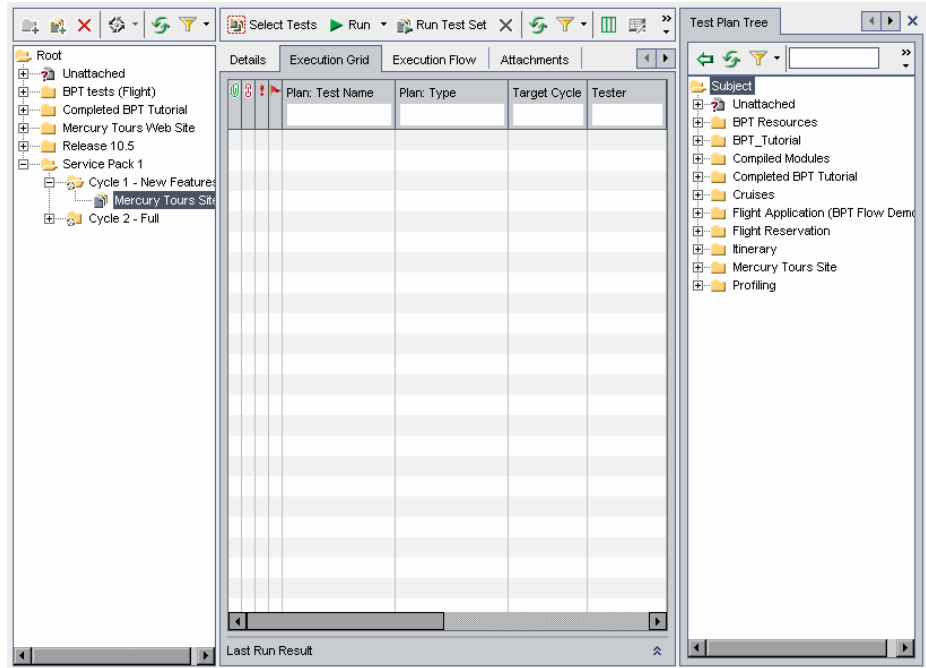 Select Tests Run Run Test Set
Root
Unattached
BPT tests (Flight)
Completed BPT Tutorial
Mercury Tours Web Site
Release 10.5
Service Pack 1
Cycle 1 - New Features
Mercury Tours Site
Cycle 2 - Full
Details Execution Grid Execution Flow Attachments
Plan: Test Name Plan: Type Target Cycle Tester
Last Run Result
Test Plan Tree
Subject
Unattached
BPT Resources
BPT_Tutorial
Compiled Modules
Completed BPT Tutorial
Cruises
Flight Application (BPT Flow Demo
Flight Reservation
Itinerary
Mercury Tours Site
Profiling